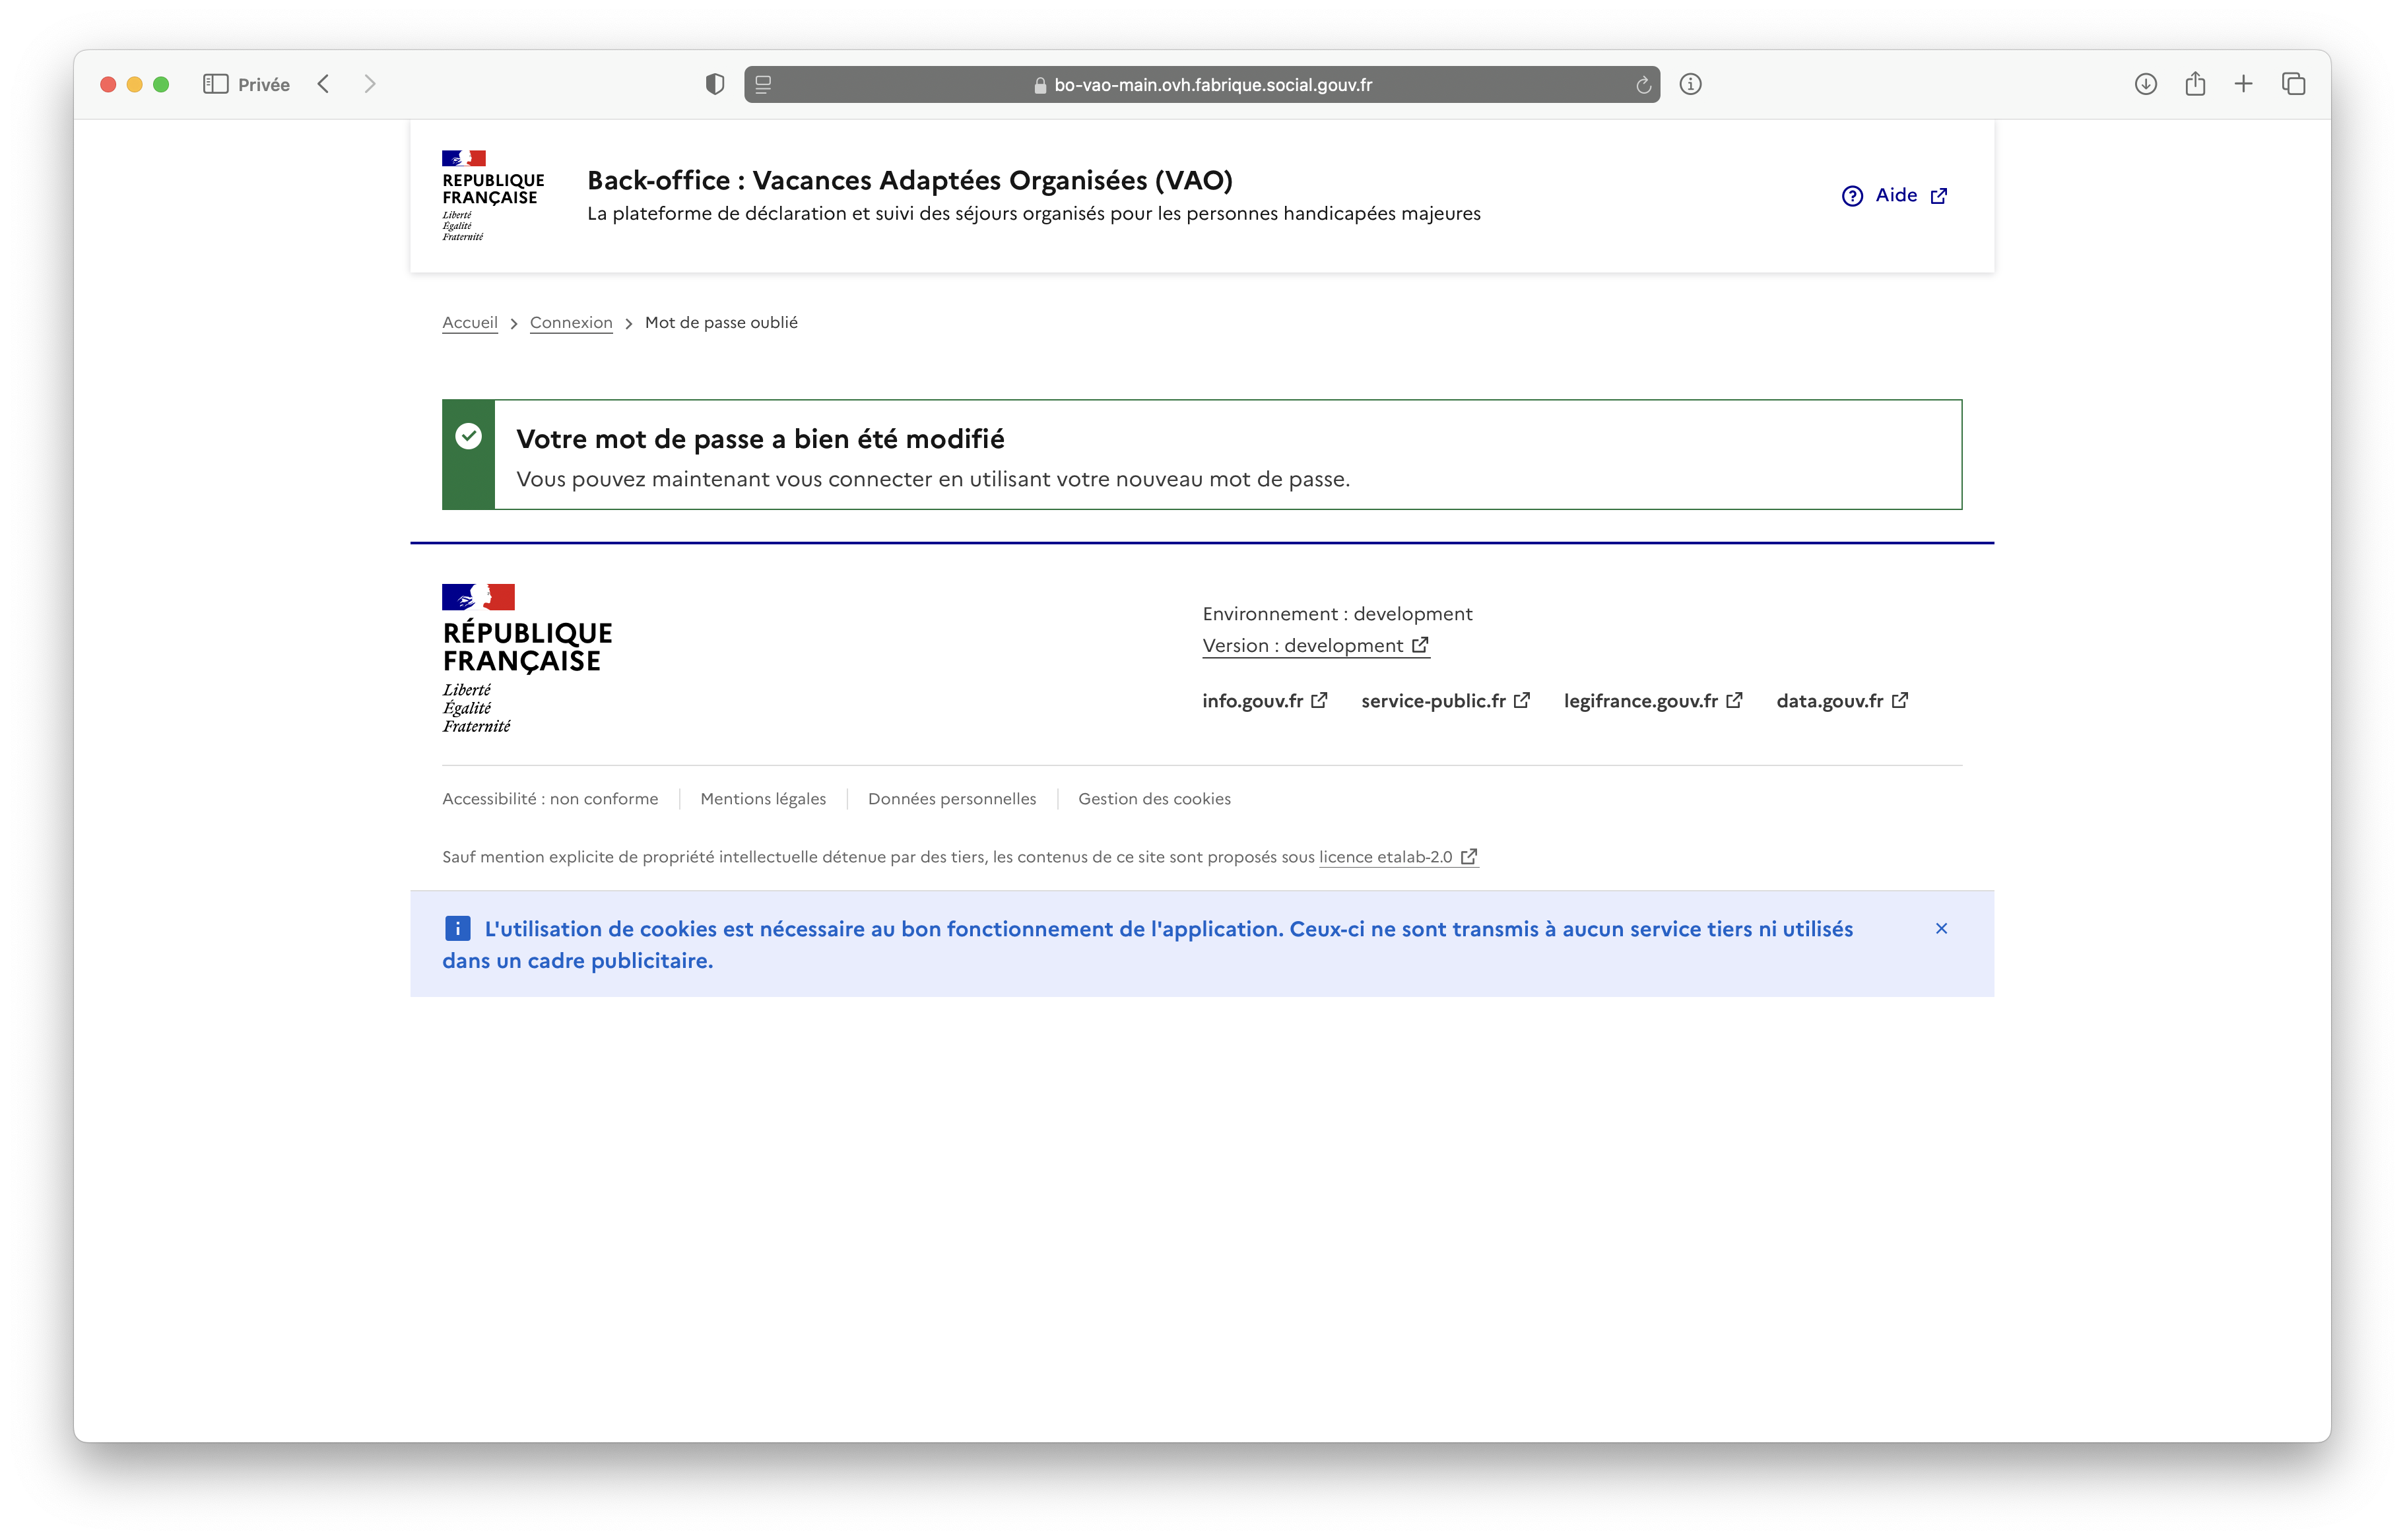 Privée
bo-vao-main.ovh.fabrique.social.gouv.fr
REPUBLIQUE
FRANÇAISE
Liberté
Égalité
Fraternité
Back-office : Vacances Adaptées Organisées (VAO)
La plateforme de déclaration et suivi des séjours organisés pour les personnes handicapées majeures
Aide
Accueil > Connexion > Mot de passe oublié
Votre mot de passe a bien été modifié
Vous pouvez maintenant vous connecter en utilisant votre nouveau mot de passe.
RÉPUBLIQUE
FRANÇAISE
Liberté
Égalité
Fraternité
Environnement : development
Version : development
info.gouv.fr service-public.fr legifrance.gouv.fr data.gouv.fr
Accessibilité : non conforme Mentions légales Données personnelles Gestion des cookies
Sauf mention explicite de propriété intellectuelle détenue par des tiers, les contenus de ce site sont proposés sous licence etalab-2.0
L'utilisation de cookies est nécessaire au bon fonctionnement de l'application. Ceux-ci ne sont transmis à aucun service tiers ni utilisés
dans un cadre publicitaire.